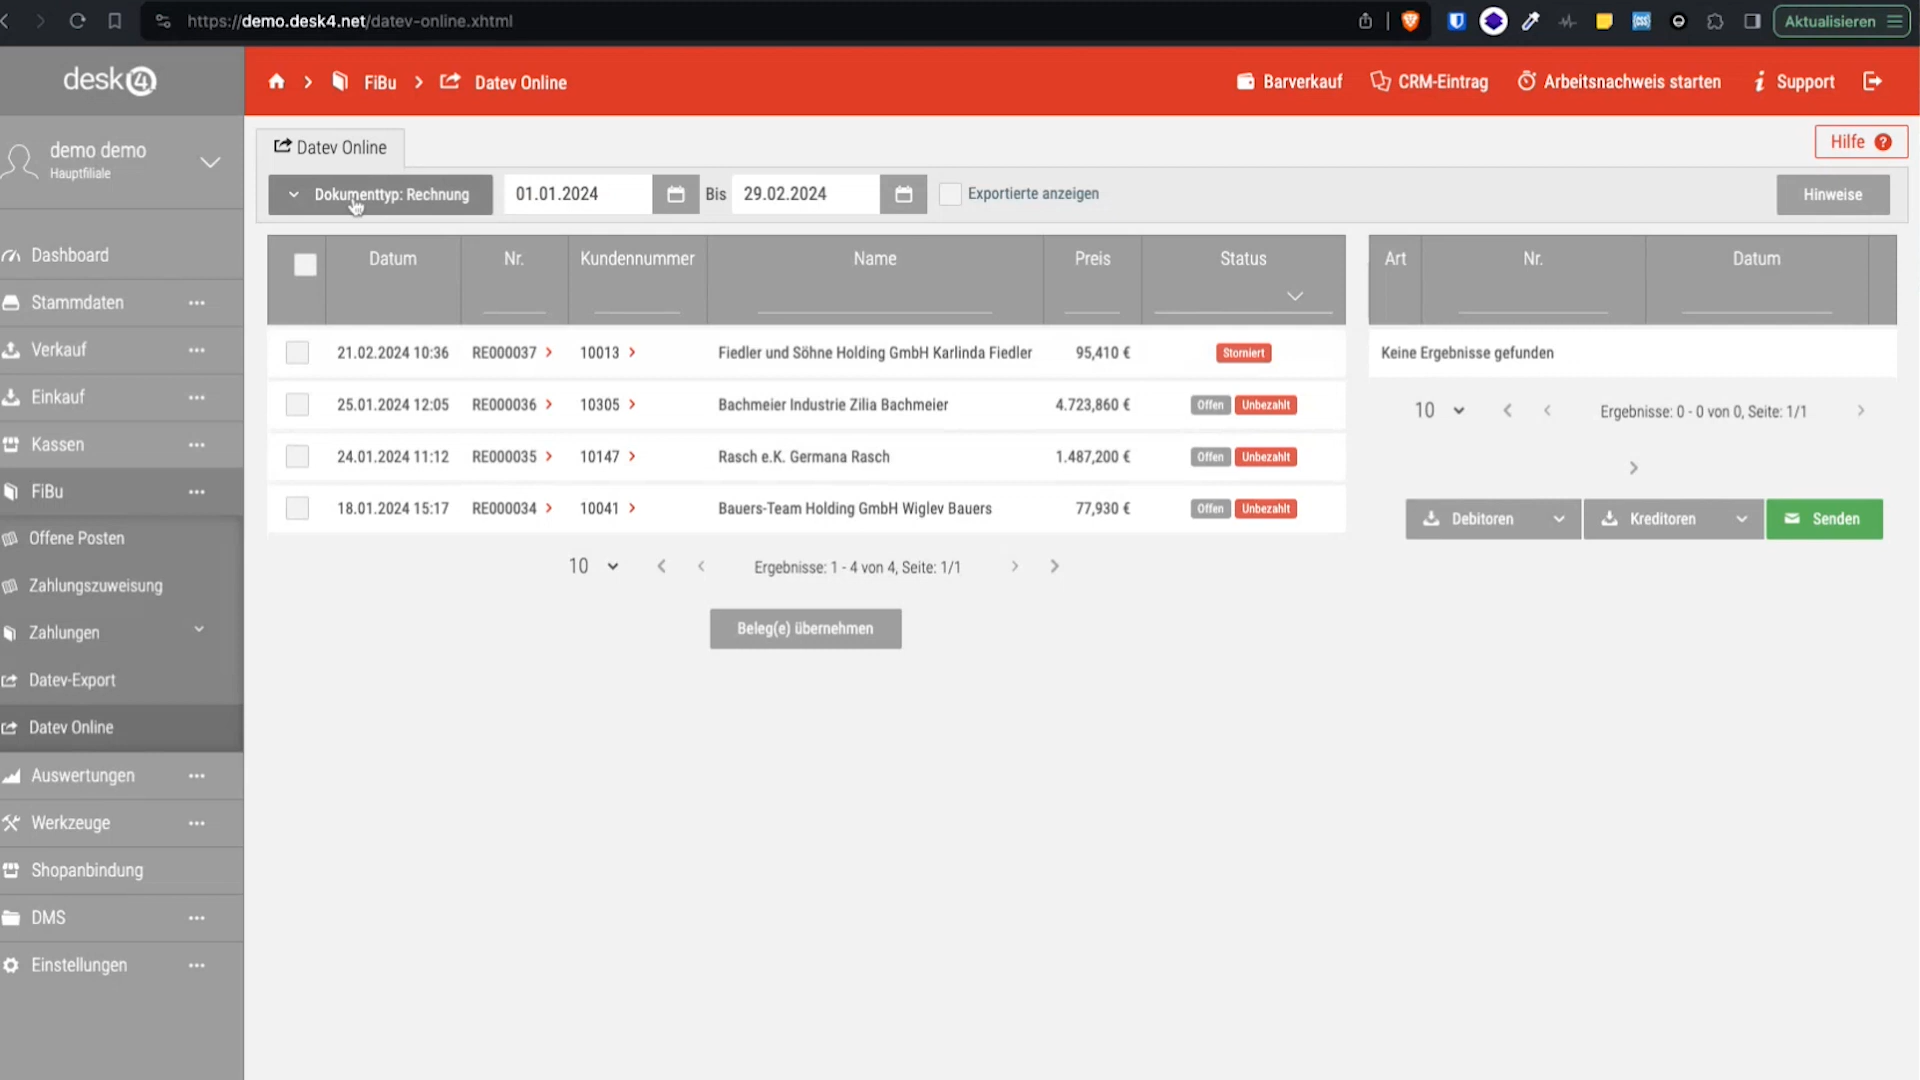 https://demo.desk4.net/datev-online.xhtml
Aktualisieren
desk4
FiBu
Datev Online
Barverkauf
CRM-Eintrag
Arbeitsnachweis starten
Support
demo demo
Hauptfiliale
Datev Online
Hilfe
Dokumenttyp: Rechnung
01.01.2024
Bis
29.02.2024
Exportierte anzeigen
Hinweise
Dashboard
Stammdaten
Verkauf
Einkauf
Kassen
FiBu
Offene Posten
Zahlungszuweisung
Zahlungen
Datev-Export
Datev Online
Auswertungen
Werkzeuge
Shopanbindung
DMS
Einstellungen
Datum Nr. Kundennummer Name Preis Status
21.02.2024 10:36 RE000037 10013 Fiedler und Söhne Holding GmbH Karlinda Fiedler 95,410 € Storniert
25.01.2024 12:05 RE000036 10305 Bachmeier Industrie Zilia Bachmeier 4.723,860 € Offen Unbezahlt
24.01.2024 11:12 RE000035 10147 Rasch e.K. Germana Rasch 1.487,200 € Offen Unbezahlt
18.01.2024 15:17 RE000034 10041 Bauers-Team Holding GmbH Wiglev Bauers 77,930 € Offen Unbezahlt
10 Ergebnisse: 1 - 4 von 4, Seite: 1/1
Beleg(e) übernehmen
Art Nr. Datum
Keine Ergebnisse gefunden
10 Ergebnisse: 0 - 0 von 0, Seite: 1/1
Debitoren
Kreditoren
Senden